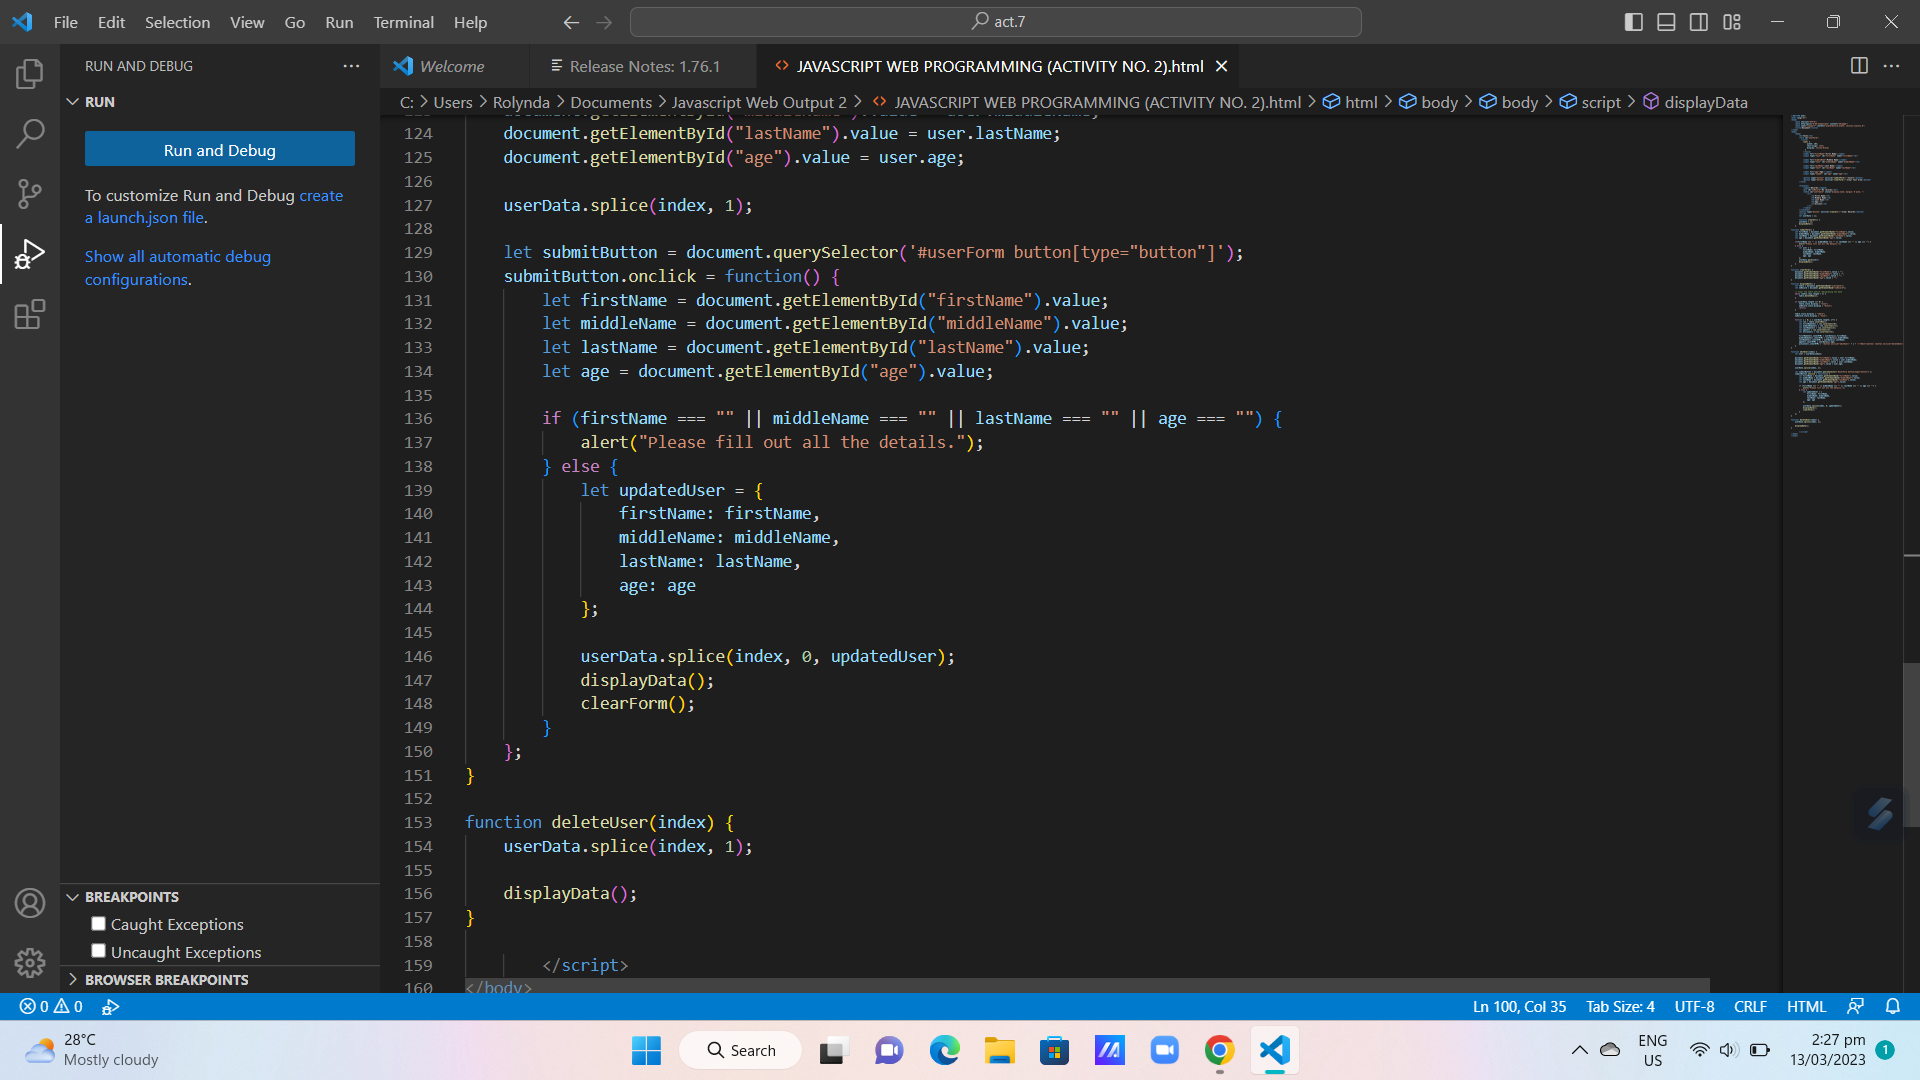 File Edit Selection View Go Run Terminal Help
act.7
RUN AND DEBUG
RUN
Run and Debug
To customize Run and Debug create
a launch.json file.
Show all automatic debug
configurations.
BREAKPOINTS
Caught Exceptions
Uncaught Exceptions
BROWSER BREAKPOINTS
Welcome
Release Notes: 1.76.1
JAVASCRIPT WEB PROGRAMMING (ACTIVITY NO. 2).html
C: > Users > Rolynda > Documents > Javascript Web Output 2 > JAVASCRIPT WEB PROGRAMMING (ACTIVITY NO. 2).html > html > body > body > script > displayData
124 document.getElementById("lastName").value = user.lastName;
125 document.getElementById("age").value = user.age;
126
127 userData.splice(index, 1);
128
129 let submitButton = document.querySelector('#userForm button[type="button"]');
130 submitButton.onclick = function() {
131 let firstName = document.getElementById("firstName").value;
132 let middleName = document.getElementById("middleName").value;
133 let lastName = document.getElementById("lastName").value;
134 let age = document.getElementById("age").value;
135
136 if (firstName === "" || middleName === "" || lastName === "" || age === "") {
137 alert("Please fill out all the details.");
138 } else {
139 let updatedUser = {
140 firstName: firstName,
141 middleName: middleName,
142 lastName: lastName,
143 age: age
144 };
145
146 userData.splice(index, 0, updatedUser);
147 displayData();
148 clearForm();
149 }
150 };
151 }
152
153 function deleteUser(index) {
154 userData.splice(index, 1);
155
156 displayData();
157 }
158
159 </script>
160 </body>
0 0
Ln 100, Col 35 Tab Size: 4 UTF-8 CRLF HTML
28°C
Mostly cloudy
Search
ENG
US
2:27 pm
13/03/2023
1